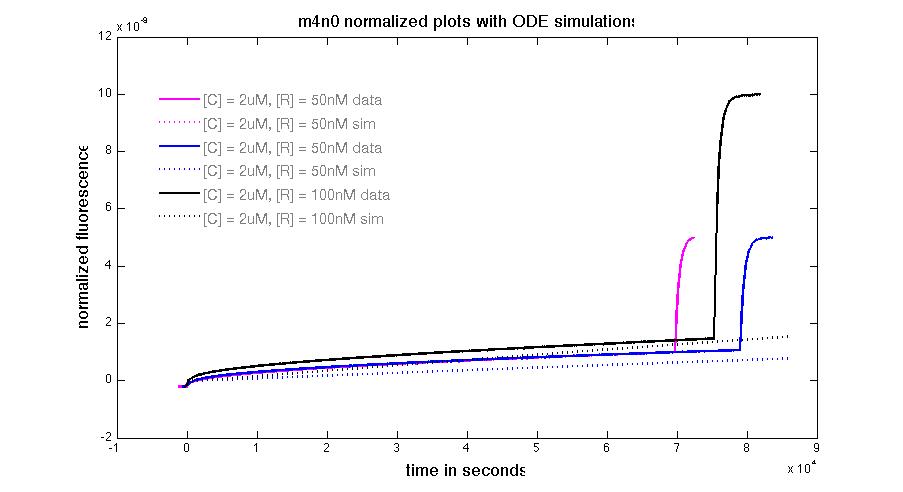 m4n0 normalized plots with ODE simulations
x 10⁻⁹
12
10
8
6
4
2
0
-2
normalized fluorescence
[C] = 2uM, [R] = 50nM data
[C] = 2uM, [R] = 50nM sim
[C] = 2uM, [R] = 50nM data
[C] = 2uM, [R] = 50nM sim
[C] = 2uM, [R] = 100nM data
[C] = 2uM, [R] = 100nM sim
-1 0 1 2 3 4 5 6 7 8 9
time in seconds
x 10⁴